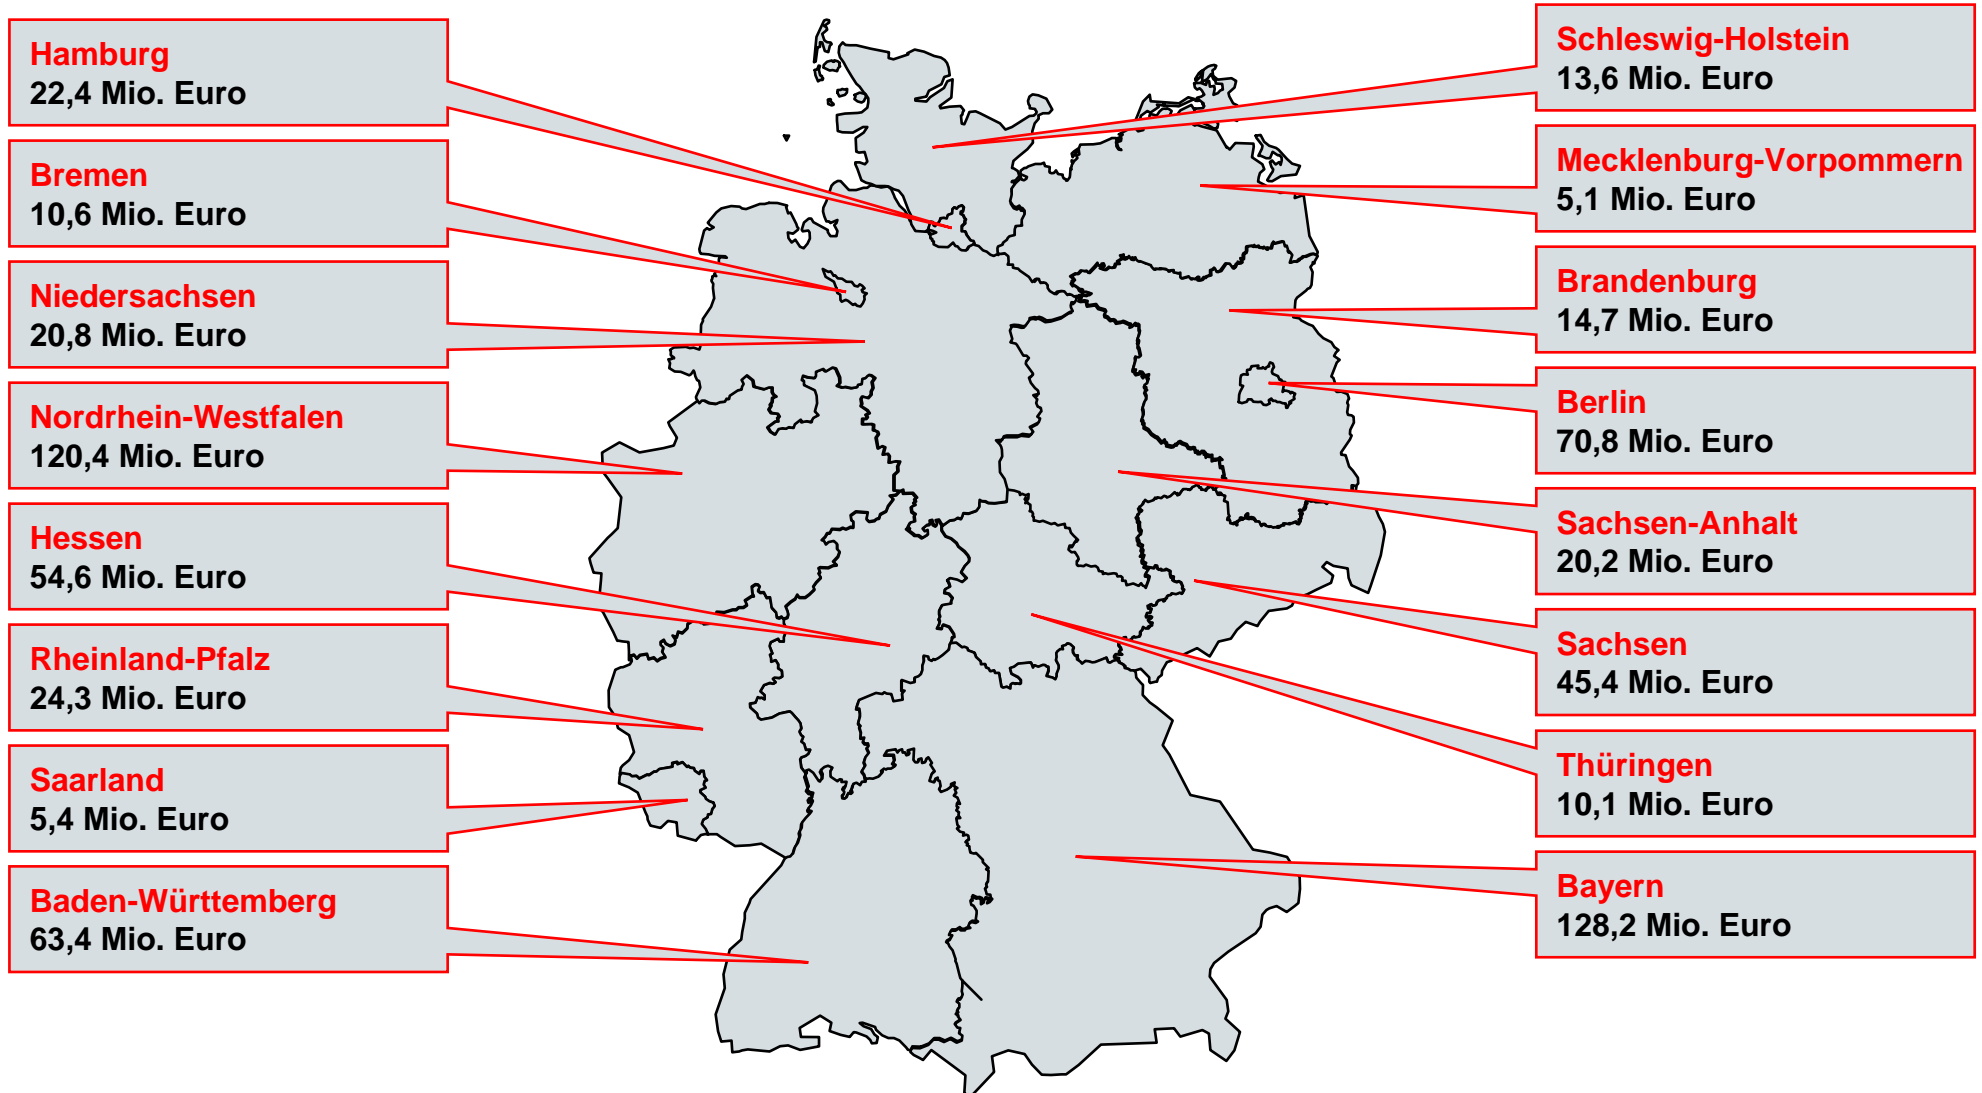 Hamburg
22,4 Mio. Euro
Bremen
10,6 Mio. Euro
Niedersachsen
20,8 Mio. Euro
Nordrhein-Westfalen
120,4 Mio. Euro
Hessen
54,6 Mio. Euro
Rheinland-Pfalz
24,3 Mio. Euro
Saarland
5,4 Mio. Euro
Baden-Württemberg
63,4 Mio. Euro
Schleswig-Holstein
13,6 Mio. Euro
Mecklenburg-Vorpommern
5,1 Mio. Euro
Brandenburg
14,7 Mio. Euro
Berlin
70,8 Mio. Euro
Sachsen-Anhalt
20,2 Mio. Euro
Sachsen
45,4 Mio. Euro
Thüringen
10,1 Mio. Euro
Bayern
128,2 Mio. Euro